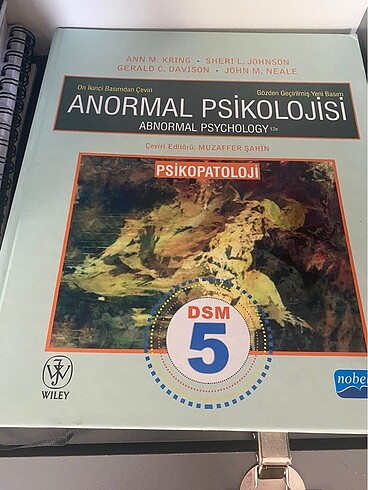 ANN M. KRING • SHERI L. JOHNSON
GERALD C. DAVISON • JOHN M. NEALE
On İkinci Basımdan Çeviri
Gözden Geçirilmiş Yeni Basım
ANORMAL PSİKOLOJİSİ
ABNORMAL PSYCHOLOGY 12e
Çeviri Editörü: MUZAFFER ŞAHİN
PSİKOPATOLOJİ
DSM
5
WILEY
nobel